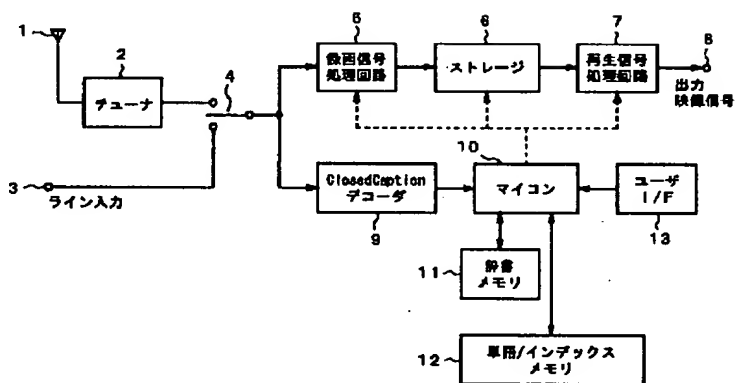 1
2
チューナ
3
ライン入力
4
5
録画信号
処理回路
6
ストレージ
7
再生信号
処理回路
8
出力
映像信号
ClosedCaption
デコーダ
9
10
マイコン
ユーザ
I/F
13
11
辞書
メモリ
12
単語/インデックス
メモリ